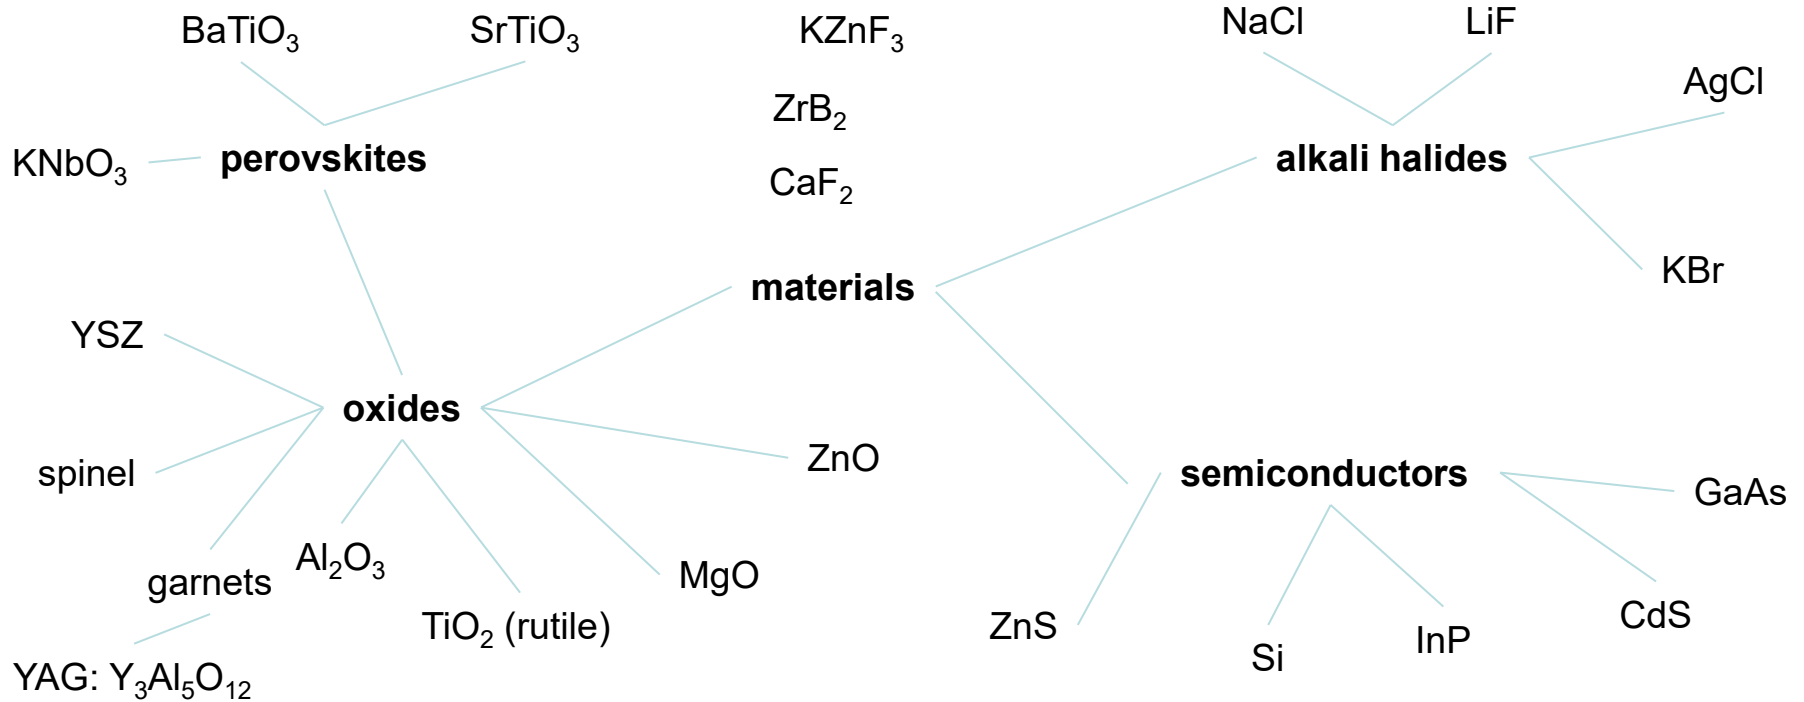 BaTiO₃
SrTiO₃
KZnF₃
NaCl
LiF
AgCl
ZrB₂
KNbO₃
perovskites
CaF₂
alkali halides
KBr
materials
YSZ
oxides
ZnO
spinel
semiconductors
GaAs
Al₂O₃
garnets
MgO
TiO₂ (rutile)
ZnS
Si
InP
CdS
YAG: Y₃Al₅O₁₂